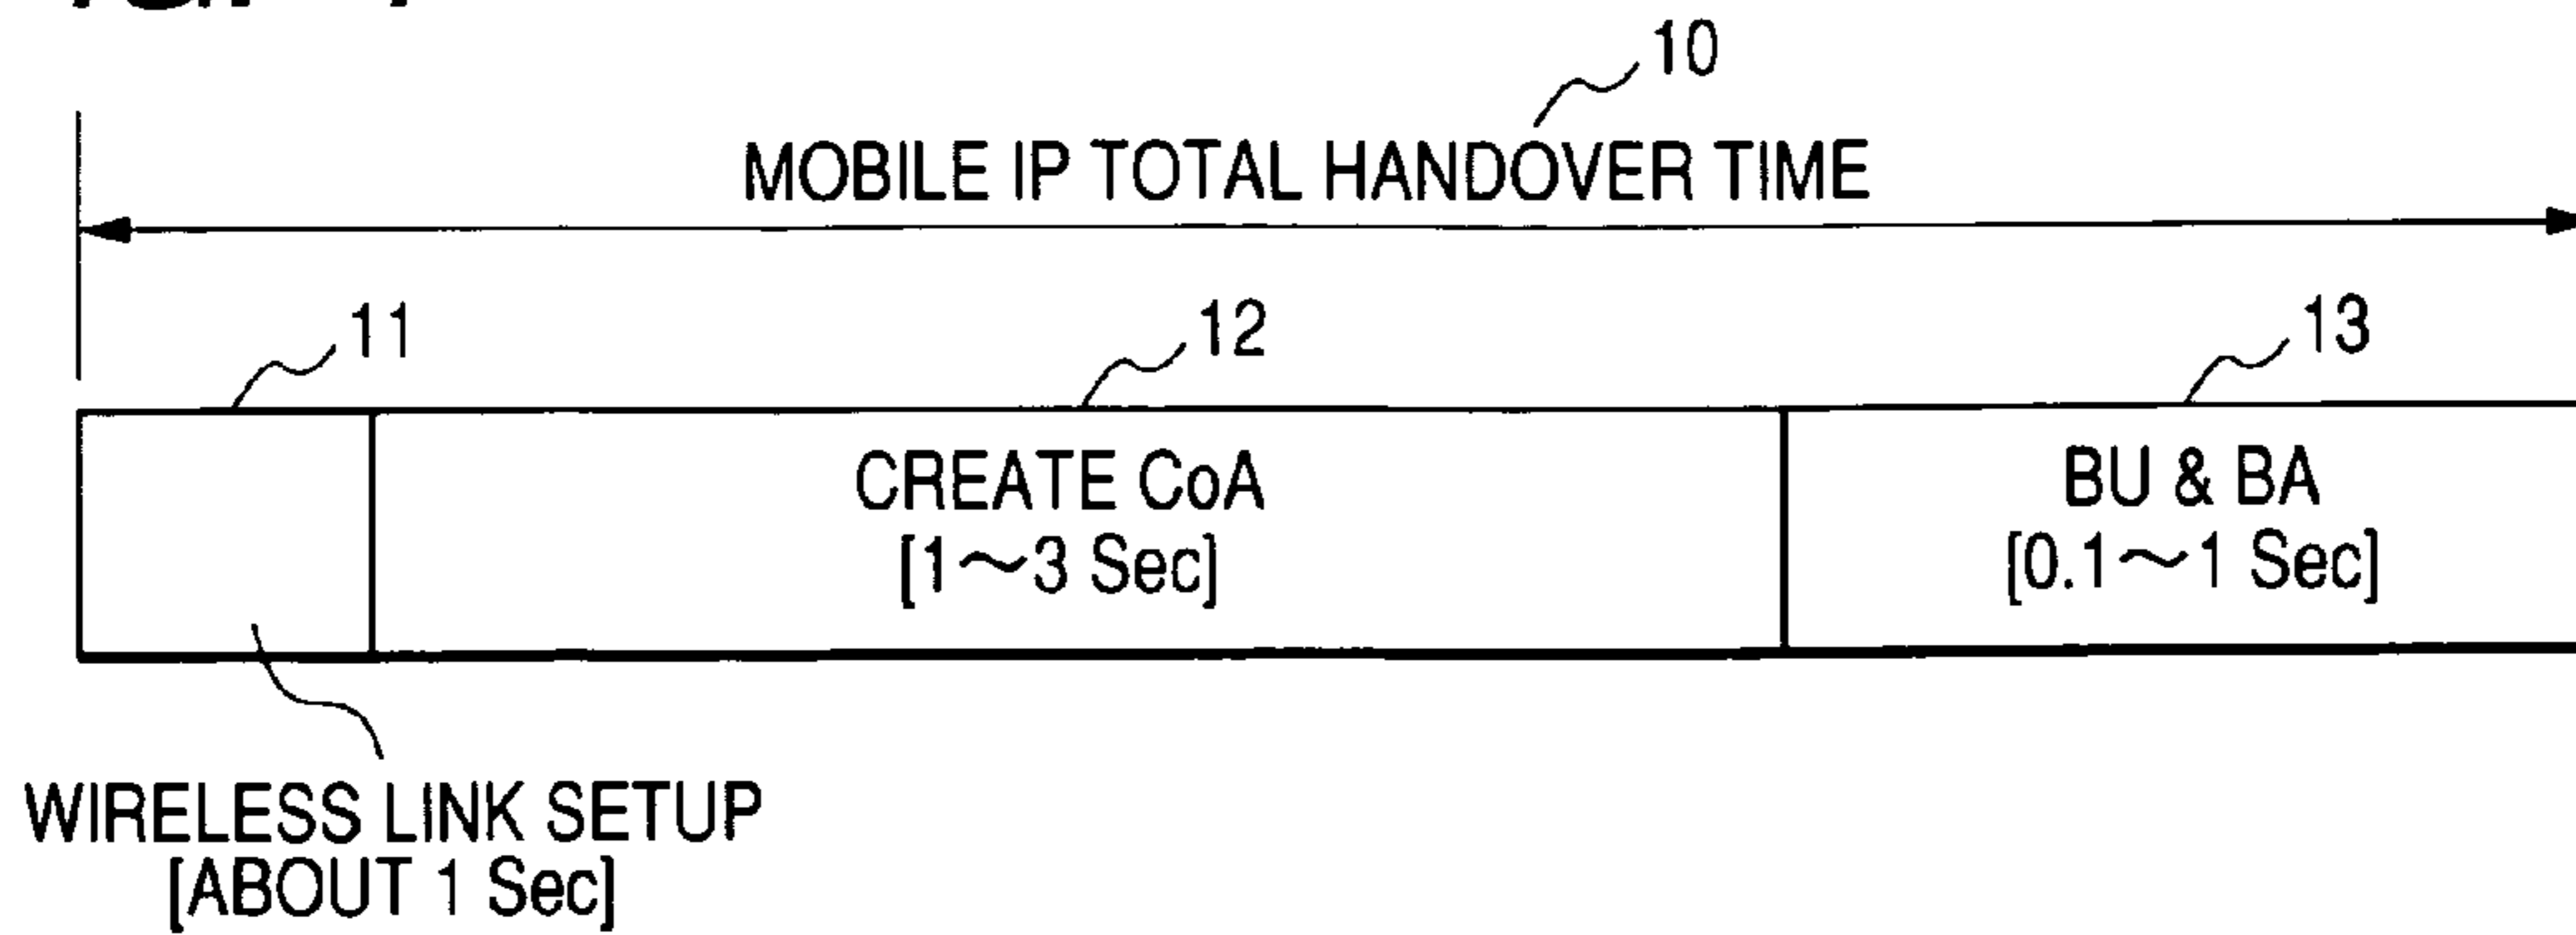 10
MOBILE IP TOTAL HANDOVER TIME
11
12
13
CREATE CoA
[1~3 Sec]
BU & BA
[0.1~1 Sec]
WIRELESS LINK SETUP
[ABOUT 1 Sec]